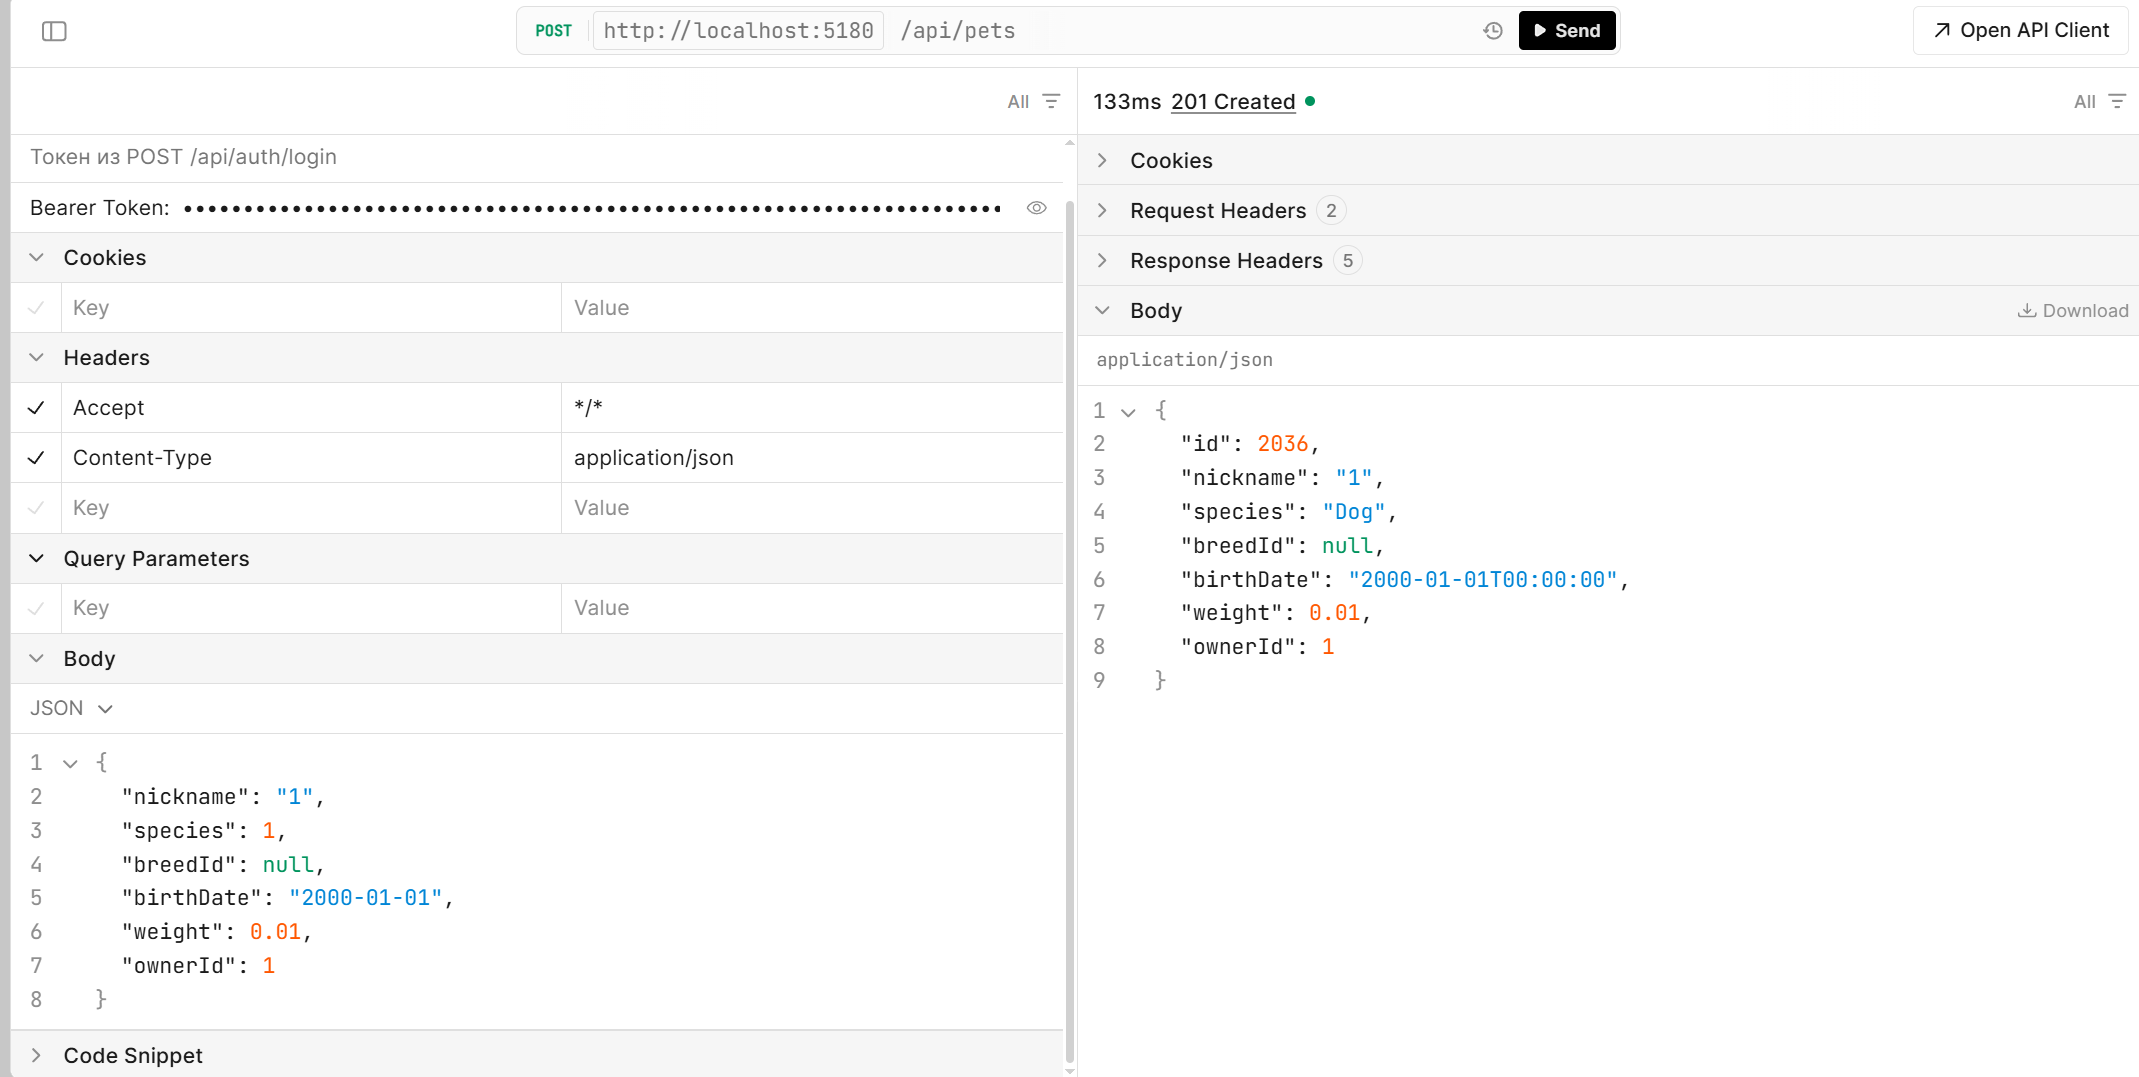 POST http://localhost:5180 /api/pets Send Open API Client
All
Токен из POST /api/auth/login
Bearer Token: ••••••••••••••••••••••••••••••••••••••••••••••••••••••••••••••••••••
Cookies
Key Value
Headers
Accept */*
Content-Type application/json
Key Value
Query Parameters
Key Value
Body
JSON
1 {
2 "nickname": "1",
3 "species": 1,
4 "breedId": null,
5 "birthDate": "2000-01-01",
6 "weight": 0.01,
7 "ownerId": 1
8 }
Code Snippet
133ms 201 Created All
Cookies
Request Headers 2
Response Headers 5
Body Download
application/json
1 {
2 "id": 2036,
3 "nickname": "1",
4 "species": "Dog",
5 "breedId": null,
6 "birthDate": "2000-01-01T00:00:00",
7 "weight": 0.01,
8 "ownerId": 1
9 }